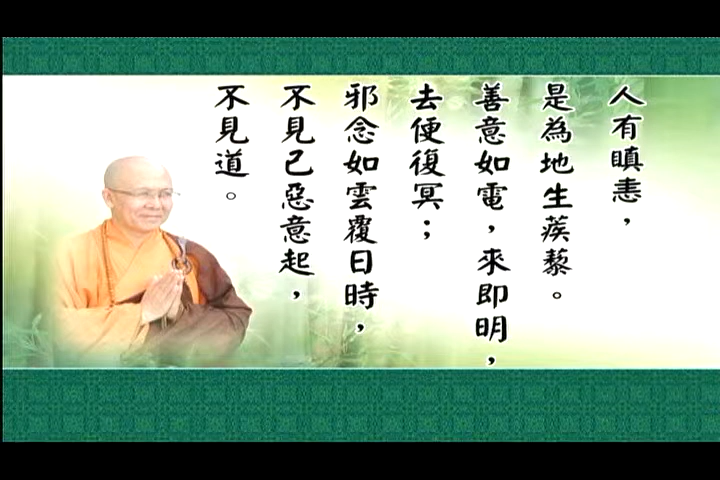 人有瞋恚，
是為地生蒺藜。
善意如電，來即明，
去便復冥；
邪念如雲覆日時，
不見己惡意起，
不見道。